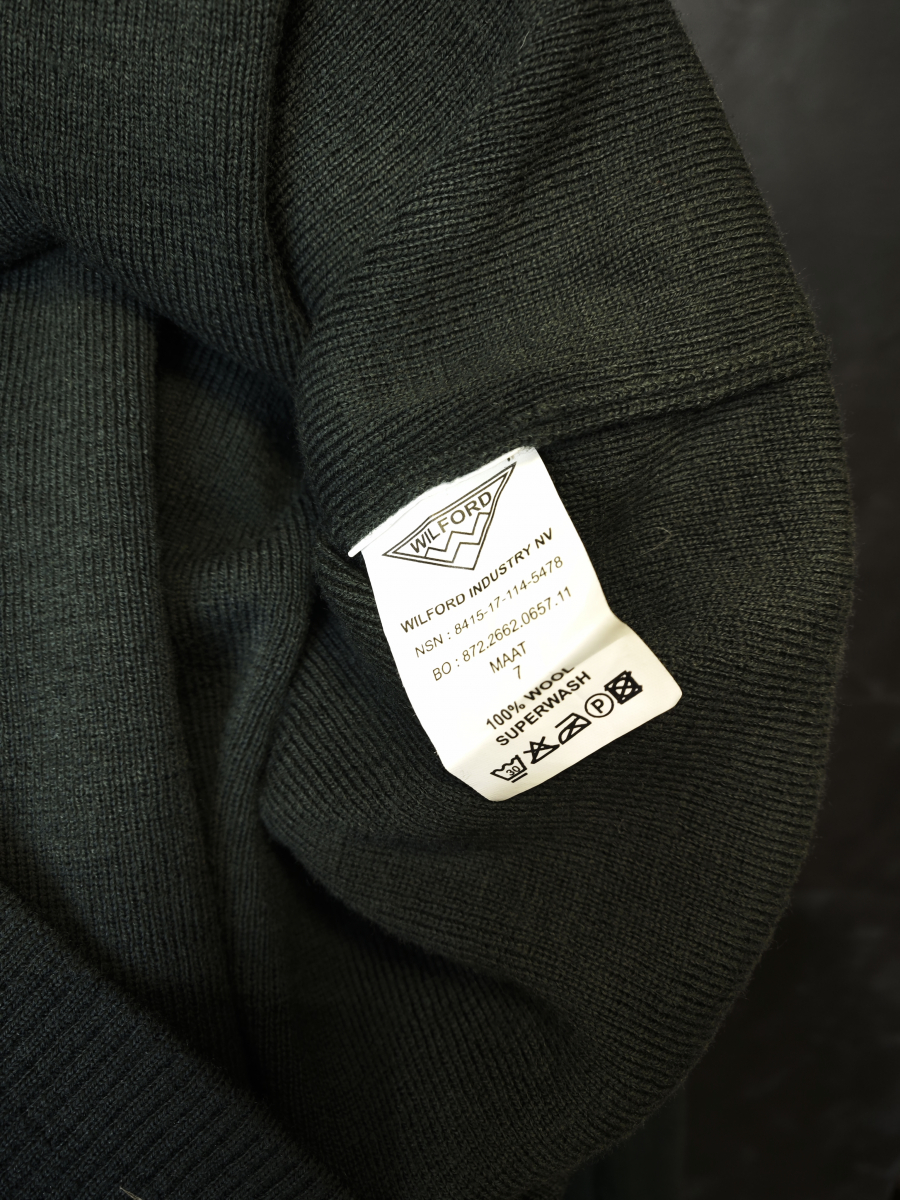 WILFORD
WILFORD INDUSTRY NV
NSN : 8415-17-114-5478
BO : 872.2662.0657.11
MAAT
7
100% WOOL
SUPERWASH
30 P